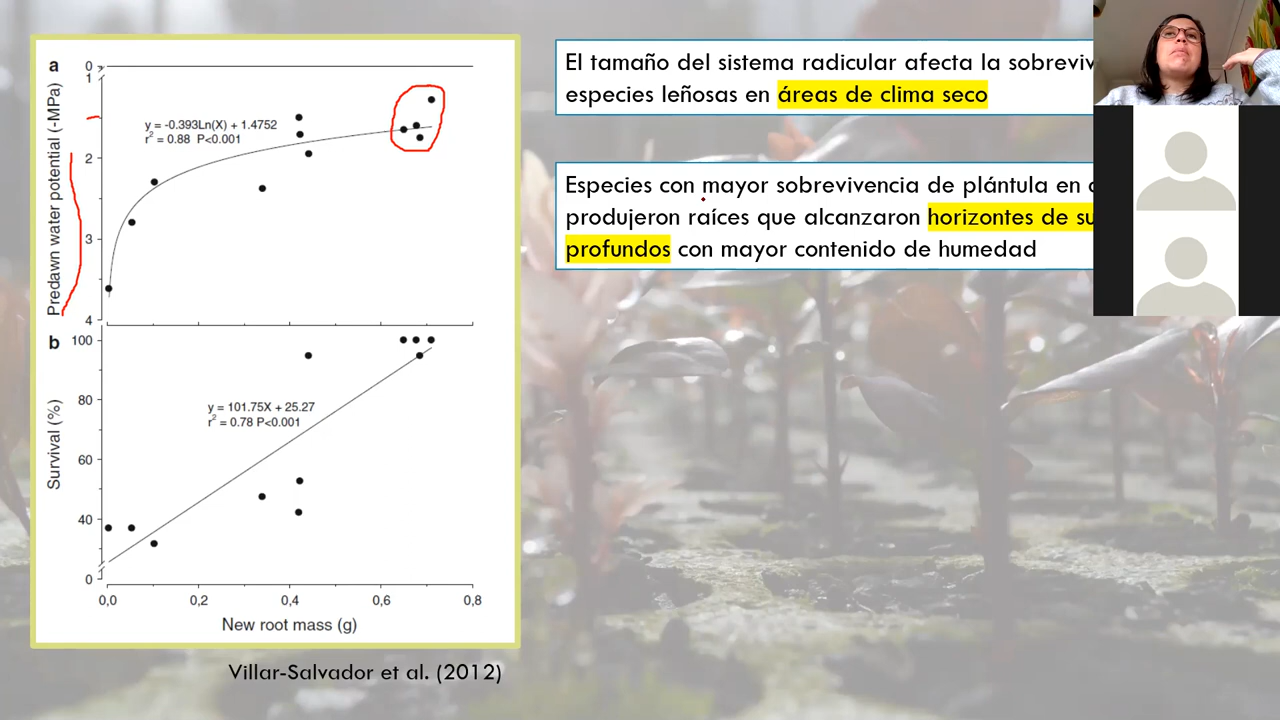 a
0
1
2
3
4
Predawn water potential (-MPa)
y = -0.393Ln(X) + 1.4752
r² = 0.88 P<0.001
b
100
80
60
40
0
Survival (%)
y = 101.75X + 25.27
r² = 0.78 P<0.001
0,0 0,2 0,4 0,6 0,8
New root mass (g)
Villar-Salvador et al. (2012)
El tamaño del sistema radicular afecta la
especies leñosas en áreas de clima seco
Especies con mayor sobrevivencia de plántula en
produjeron raíces que alcanzaron horizontes de
profundos con mayor contenido de humedad